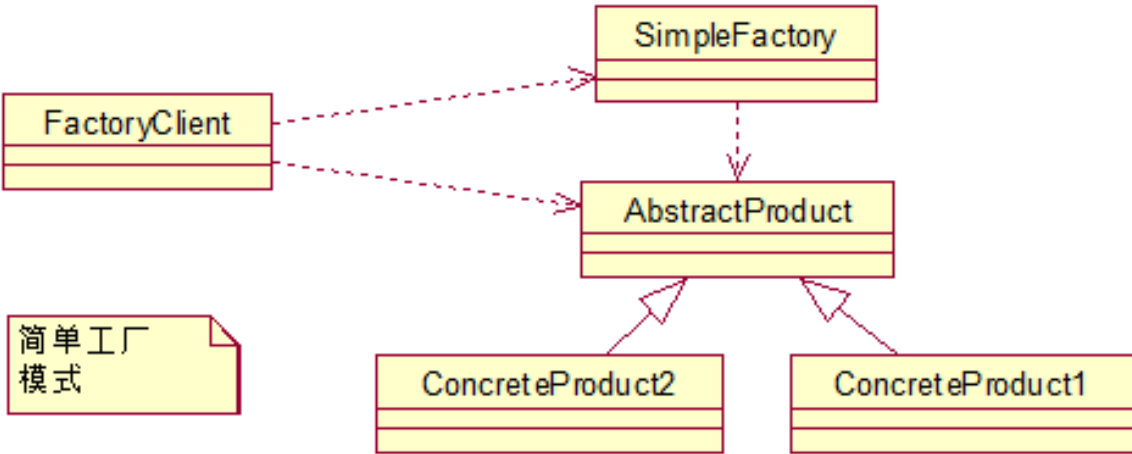 SimpleFactory
FactoryClient
AbstractProduct
简单工厂
模式
ConcreteProduct2
ConcreteProduct1